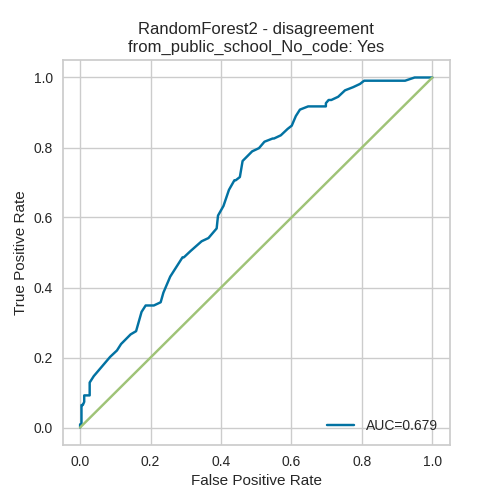 RandomForest2 - disagreement
from_public_school_No_code: Yes
True Positive Rate
1.0
0.8
0.6
0.4
0.2
0.0
AUC=0.679
0.0 0.2 0.4 0.6 0.8 1.0
False Positive Rate